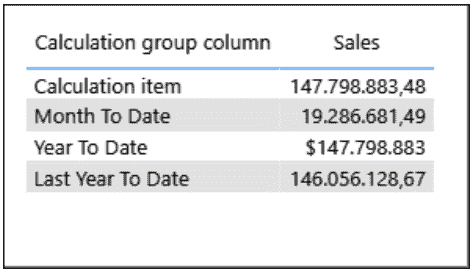 Calculation group column Sales
Calculation item 147.798.883,48
Month To Date 19.286.681,49
Year To Date $147.798.883
Last Year To Date 146.056.128,67